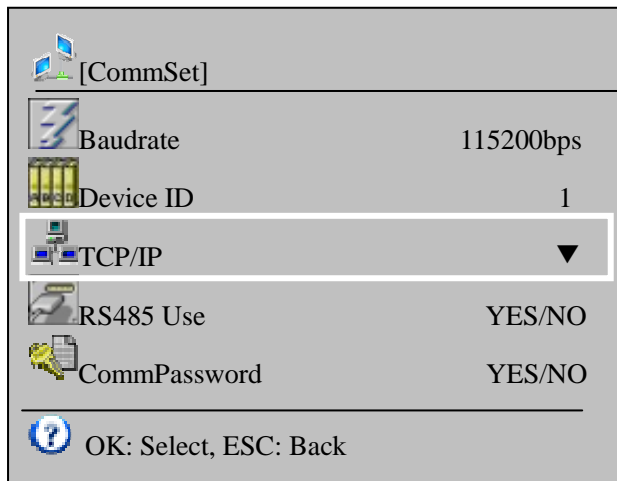 [CommSet]
Baudrate 115200bps
Device ID 1
TCP/IP ▼
RS485 Use YES/NO
CommPassword YES/NO
OK: Select, ESC: Back